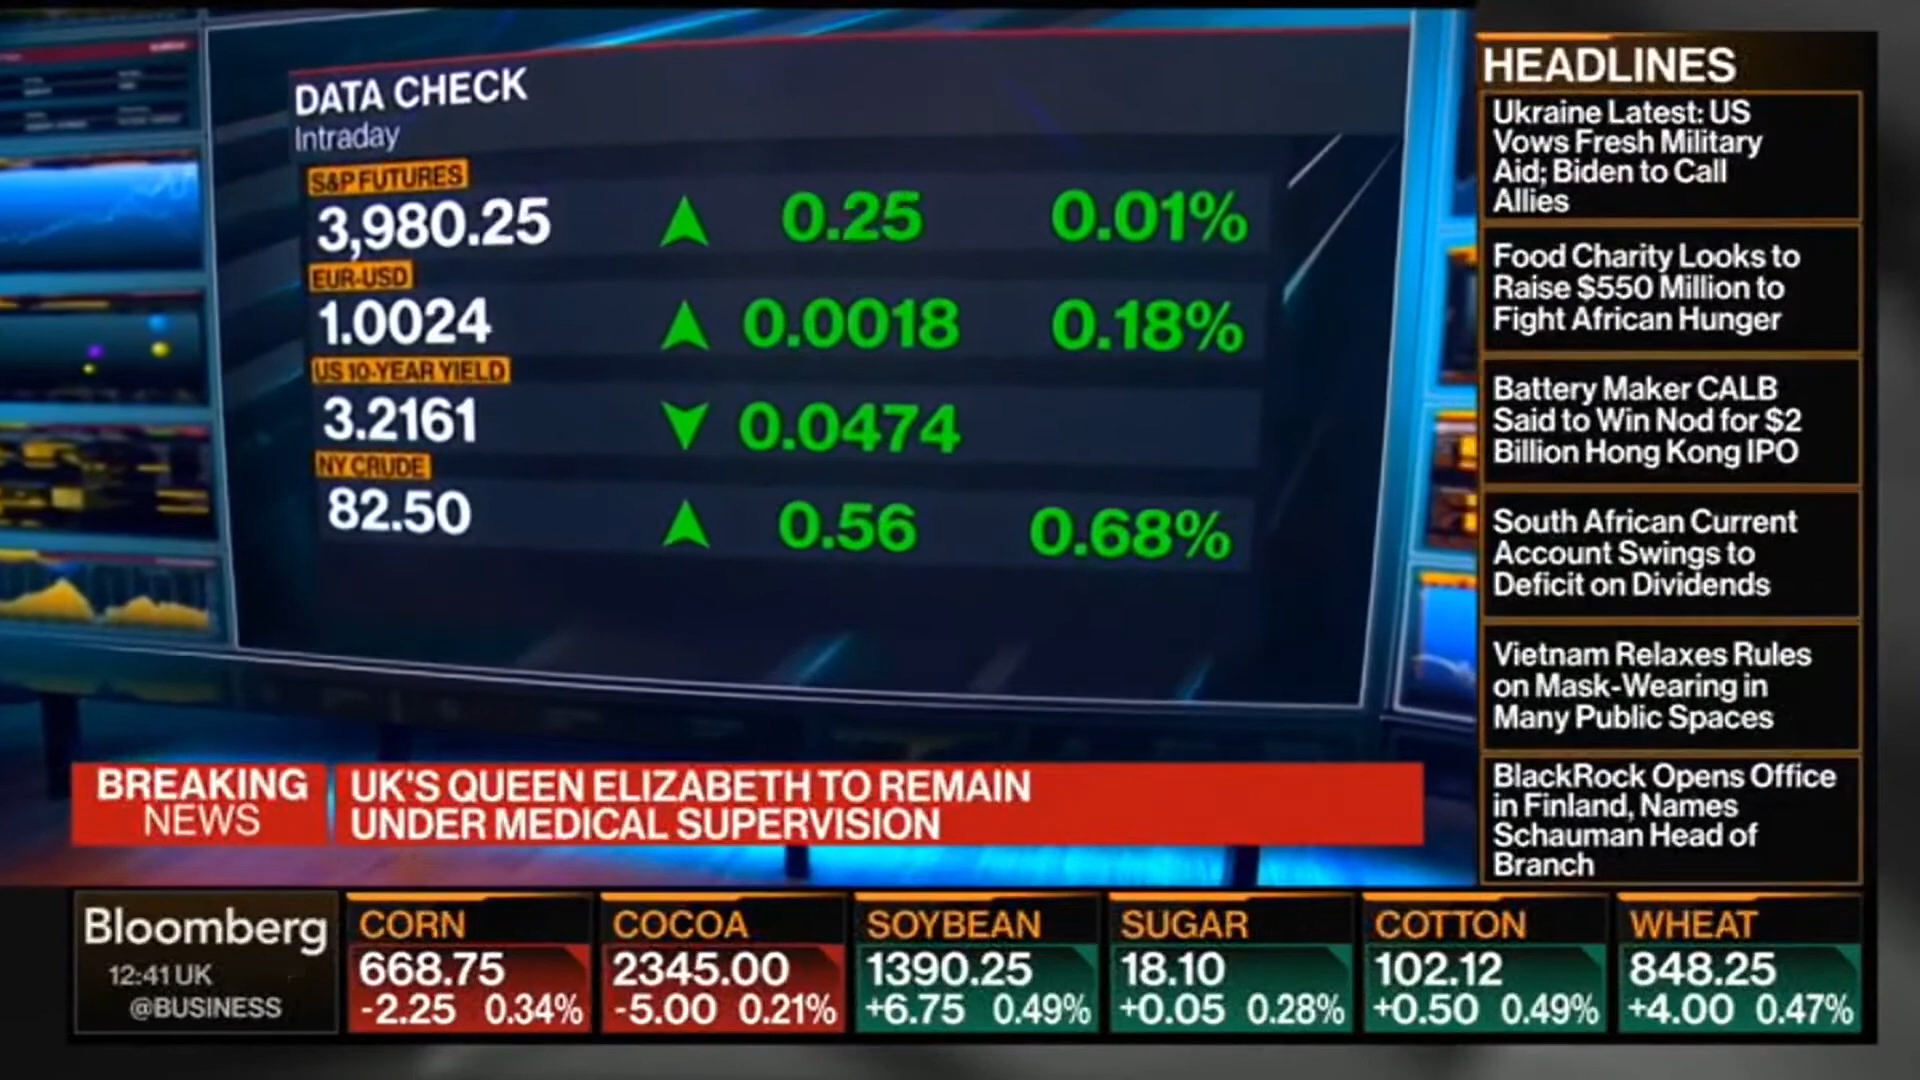 DATA CHECK
Intraday
S&P FUTURES
3,980.25 ▲ 0.25 0.01%
EUR-USD
1.0024 ▲ 0.0018 0.18%
US 10-YEAR YIELD
3.2161 ▼ 0.0474
NY CRUDE
82.50 ▲ 0.56 0.68%
HEADLINES
Ukraine Latest: US
Vows Fresh Military
Aid; Biden to Call
Allies
Food Charity Looks to
Raise $550 Million to
Fight African Hunger
Battery Maker CALB
Said to Win Nod for $2
Billion Hong Kong IPO
South African Current
Account Swings to
Deficit on Dividends
Vietnam Relaxes Rules
on Mask-Wearing in
Many Public Spaces
BlackRock Opens Office
in Finland, Names
Schauman Head of
Branch
BREAKING
NEWS
UK'S QUEEN ELIZABETH TO REMAIN
UNDER MEDICAL SUPERVISION
Bloomberg
12:41 UK
@BUSINESS
CORN
668.75
-2.25 0.34%
COCOA
2345.00
-5.00 0.21%
SOYBEAN
1390.25
+6.75 0.49%
SUGAR
18.10
+0.05 0.28%
COTTON
102.12
+0.50 0.49%
WHEAT
848.25
+4.00 0.47%